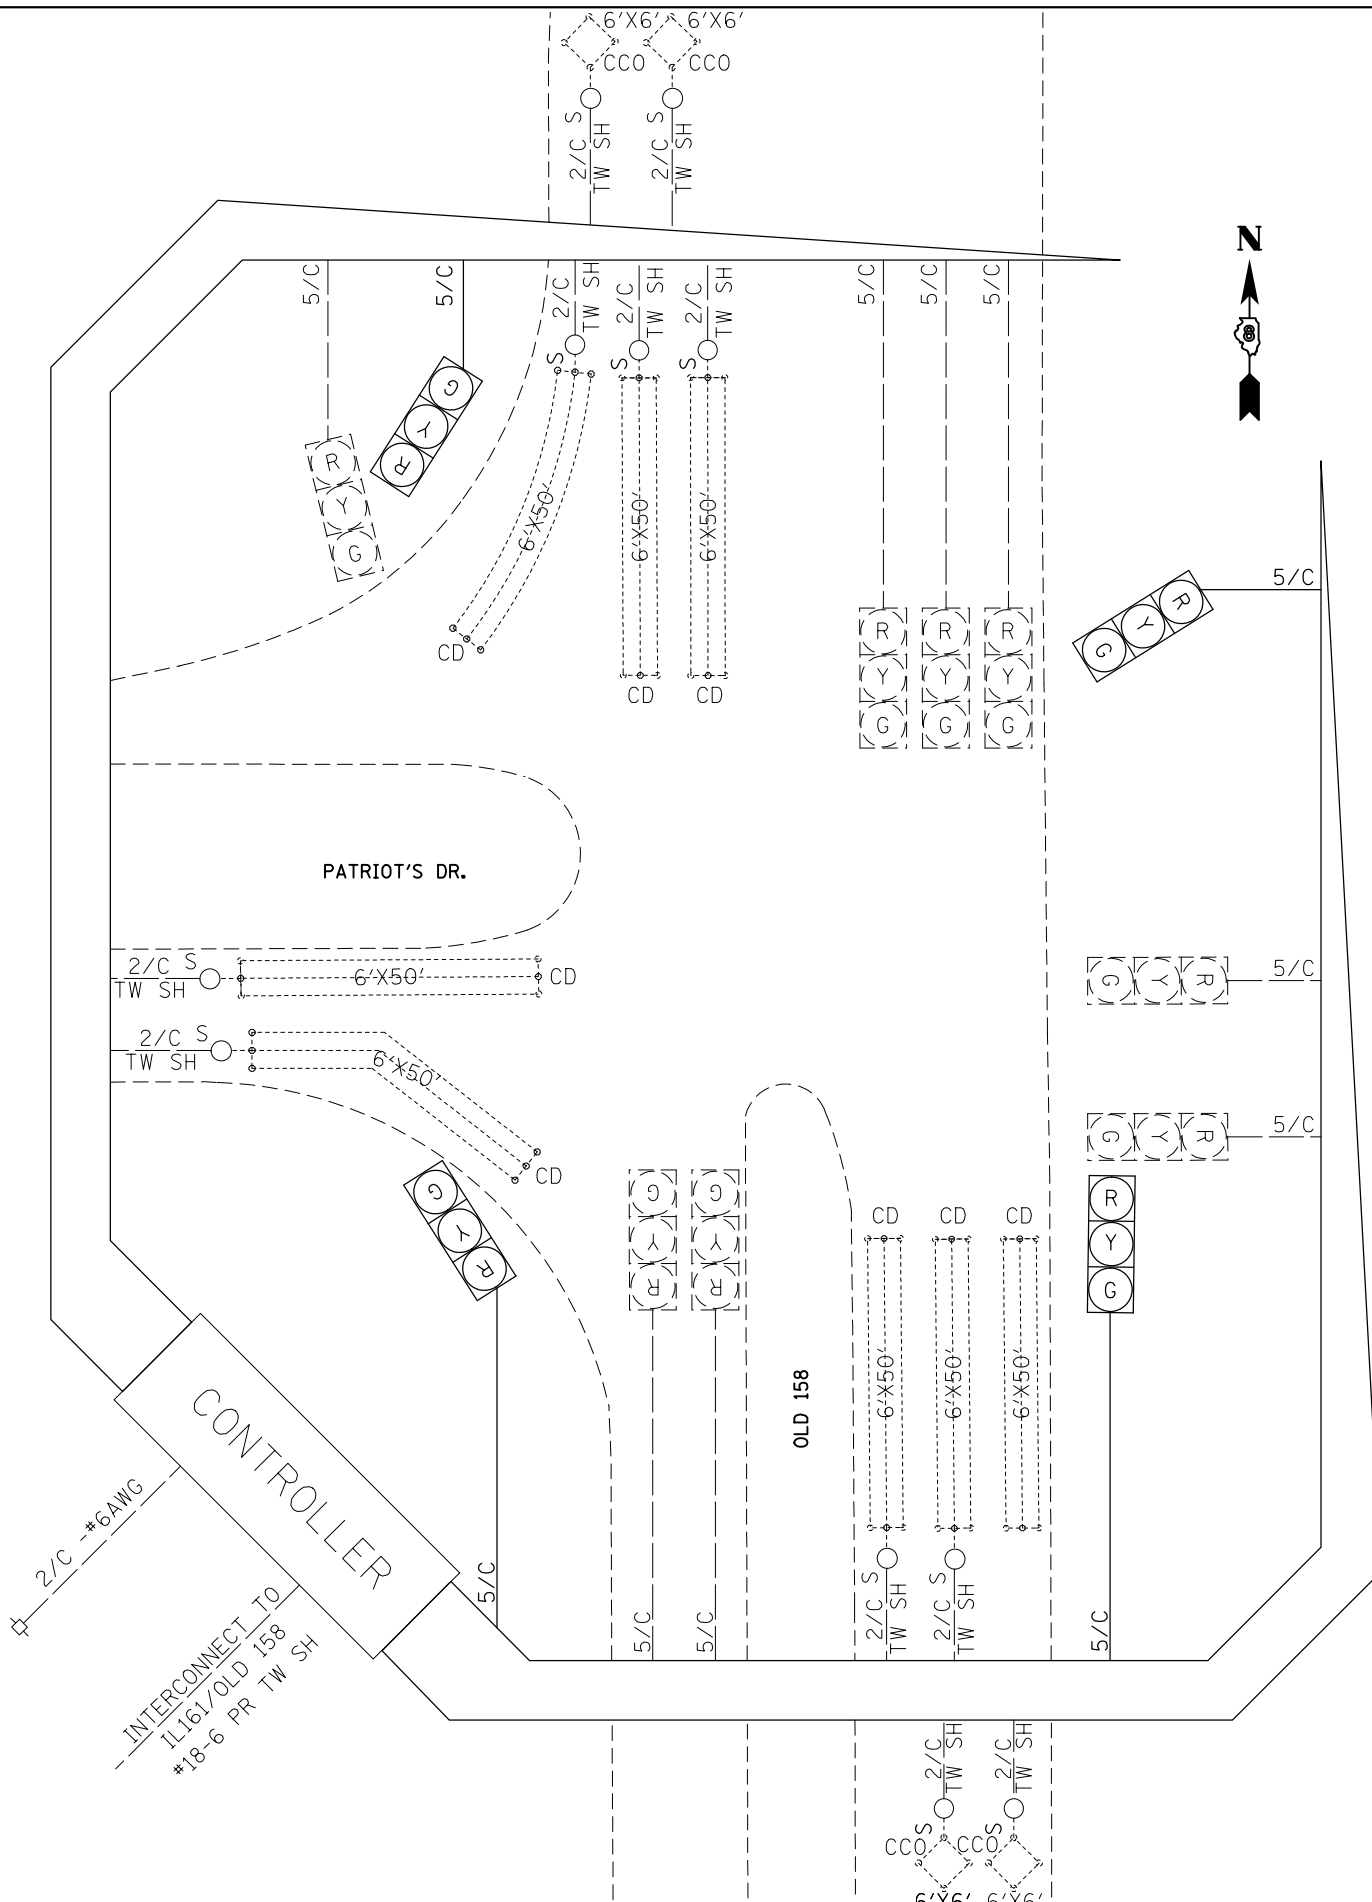 6'X6' 6'X6'
CCO CCO
S S
2/C 2/C
TW SH TW SH
N
8
5/C 5/C 2/C 2/C 2/C 5/C 5/C 5/C
TW SH TW SH TW SH
S S S
G
Y
R
R
Y
G
6'X50' 6'X50' 6'X50'
CD CD CD
5/C
R
Y
G
R R R
Y Y Y
G G G
PATRIOT'S DR.
2/C S
TW SH
6'X50' CD
G Y R 5/C
2/C S
TW SH
6'X50'
CD
G Y R 5/C
G
Y
R
G G
Y Y
R R
CD CD CD
R
Y
G
OLD 158
6'X50' 6'X50' 6'X50'
CONTROLLER
2/C -#6AWG
INTERCONNECT TO
IL161/OLD 158
#18-6 PR TW SH
5/C 5/C 5/C
S S
2/C 2/C
TW SH TW SH
5/C
2/C 2/C
TW SH TW SH
S S
CCO CCO
6'X6' 6'X6'